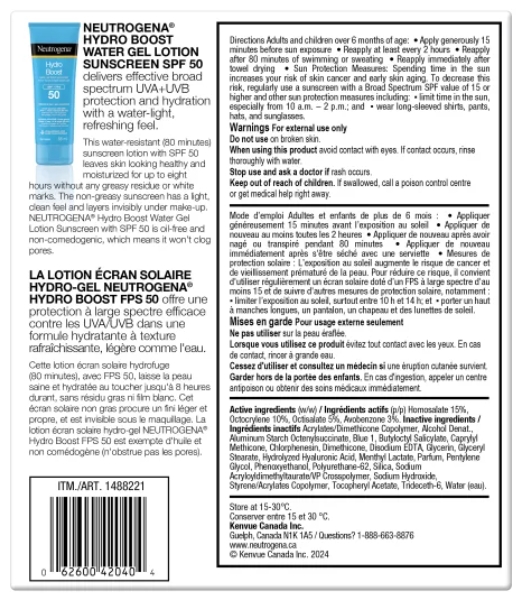 NEUTROGENA®
HYDRO BOOST
WATER GEL LOTION
SUNSCREEN SPF 50
delivers effective broad
spectrum UVA+UVB
protection and hydration
with a water-light,
refreshing feel.
This water-resistant (80 minutes)
sunscreen lotion with SPF 50
leaves skin looking healthy and
moisturized for up to eight
hours without any greasy residue or white
marks. The non-greasy sunscreen has a light,
clean feel and layers invisibly under make-up.
NEUTROGENA® Hydro Boost Water Gel
Lotion Sunscreen with SPF 50 is oil-free and
non-comedogenic, which means it won't clog
pores.
Neutrogena®
Hydro
Boost
50
LA LOTION ÉCRAN SOLAIRE
HYDRO-GEL NEUTROGENA®
HYDRO BOOST FPS 50 offre une
protection à large spectre efficace
contre les UVA/UVB dans une
formule hydratante à texture
rafraîchissante, légère comme l'eau.
Cette lotion écran solaire hydrofuge
(80 minutes), avec FPS 50, laisse la peau
saine et hydratée au toucher jusqu'à 8 heures
durant, sans résidu gras ni film blanc. Cet
écran solaire non gras procure un fini léger et
propre, et est invisible sous le maquillage. La
lotion écran solaire hydro-gel NEUTROGENA®
Hydro Boost FPS 50 est exempte d'huile et
non comédogène (n'obstrue pas les pores).
ITM./ART. 1488221
0 62600 42040 4
Directions Adults and children over 6 months of age: • Apply generously 15
minutes before sun exposure • Reapply at least every 2 hours • Reapply
after 80 minutes of swimming or sweating • Reapply immediately after
towel drying • Sun Protection Measures: Spending time in the sun
increases your risk of skin cancer and early skin aging. To decrease this
risk, regularly use a sunscreen with a Broad Spectrum SPF value of 15 or
higher and other sun protection measures including: • limit time in the sun,
especially from 10 a.m. – 2 p.m.; and • wear long-sleeved shirts, pants,
hats, and sunglasses.
Warnings For external use only
Do not use on broken skin.
When using this product avoid contact with eyes. If contact occurs, rinse
thoroughly with water.
Stop use and ask a doctor if rash occurs.
Keep out of reach of children. If swallowed, call a poison control centre
or get medical help right away.
Mode d'emploi Adultes et enfants de plus de 6 mois : • Appliquer
généreusement 15 minutes avant l'exposition au soleil • Appliquer de
nouveau au moins toutes les 2 heures • Appliquer de nouveau après avoir
nagé ou transpiré pendant 80 minutes • Appliquer de nouveau
immédiatement après s'être séché avec une serviette • Mesures de
protection solaire : L'exposition au soleil augmente le risque de cancer et
de vieillissement prématuré de la peau. Pour réduire ce risque, il convient
d'utiliser régulièrement un écran solaire doté d'un FPS à large spectre d'au
moins 15 et de suivre d'autres mesures de protection solaire, notamment :
• limiter l'exposition au soleil, surtout entre 10 h et 14 h; et • porter un haut
à manches longues, un pantalon, un chapeau et des lunettes de soleil.
Mises en garde Pour usage externe seulement
Ne pas utiliser sur la peau éraflée.
Lorsque vous utilisez ce produit évitez tout contact avec les yeux. En cas
de contact, rincer à grande eau.
Cessez d'utiliser et consultez un médecin si une éruption cutanée survient.
Garder hors de la portée des enfants. En cas d'ingestion, appeler un centre
antipoison ou obtenir des soins médicaux immédiatement.
Active ingredients (w/w) / Ingrédients actifs (p/p) Homosalate 15%,
Octocrylene 10%, Octisalate 5%, Avobenzone 3%. Inactive ingredients /
Ingrédients inactifs Acrylates/Dimethicone Copolymer, Alcohol Denat.,
Aluminum Starch Octenylsuccinate, Blue 1, Butyloctyl Salicylate, Caprylyl
Methicone, Chlorphenesin, Dimethicone, Disodium EDTA, Glycerin, Glyceryl
Stearate, Hydrolyzed Hyaluronic Acid, Menthyl Lactate, Parfum, Pentylene
Glycol, Phenoxyethanol, Polyurethane-62, Silica, Sodium
Acryloyldimethyltaurate/VP Crosspolymer, Sodium Hydroxide,
Styrene/Acrylates Copolymer, Tocopheryl Acetate, Trideceth-6, Water (eau).
Store at 15-30°C.
Conserver entre 15 et 30 °C.
Kenvue Canada Inc.
Guelph, Canada N1K 1A5 / Questions? 1-888-663-8876
www.neutrogena.ca
© Kenvue Canada Inc. 2024